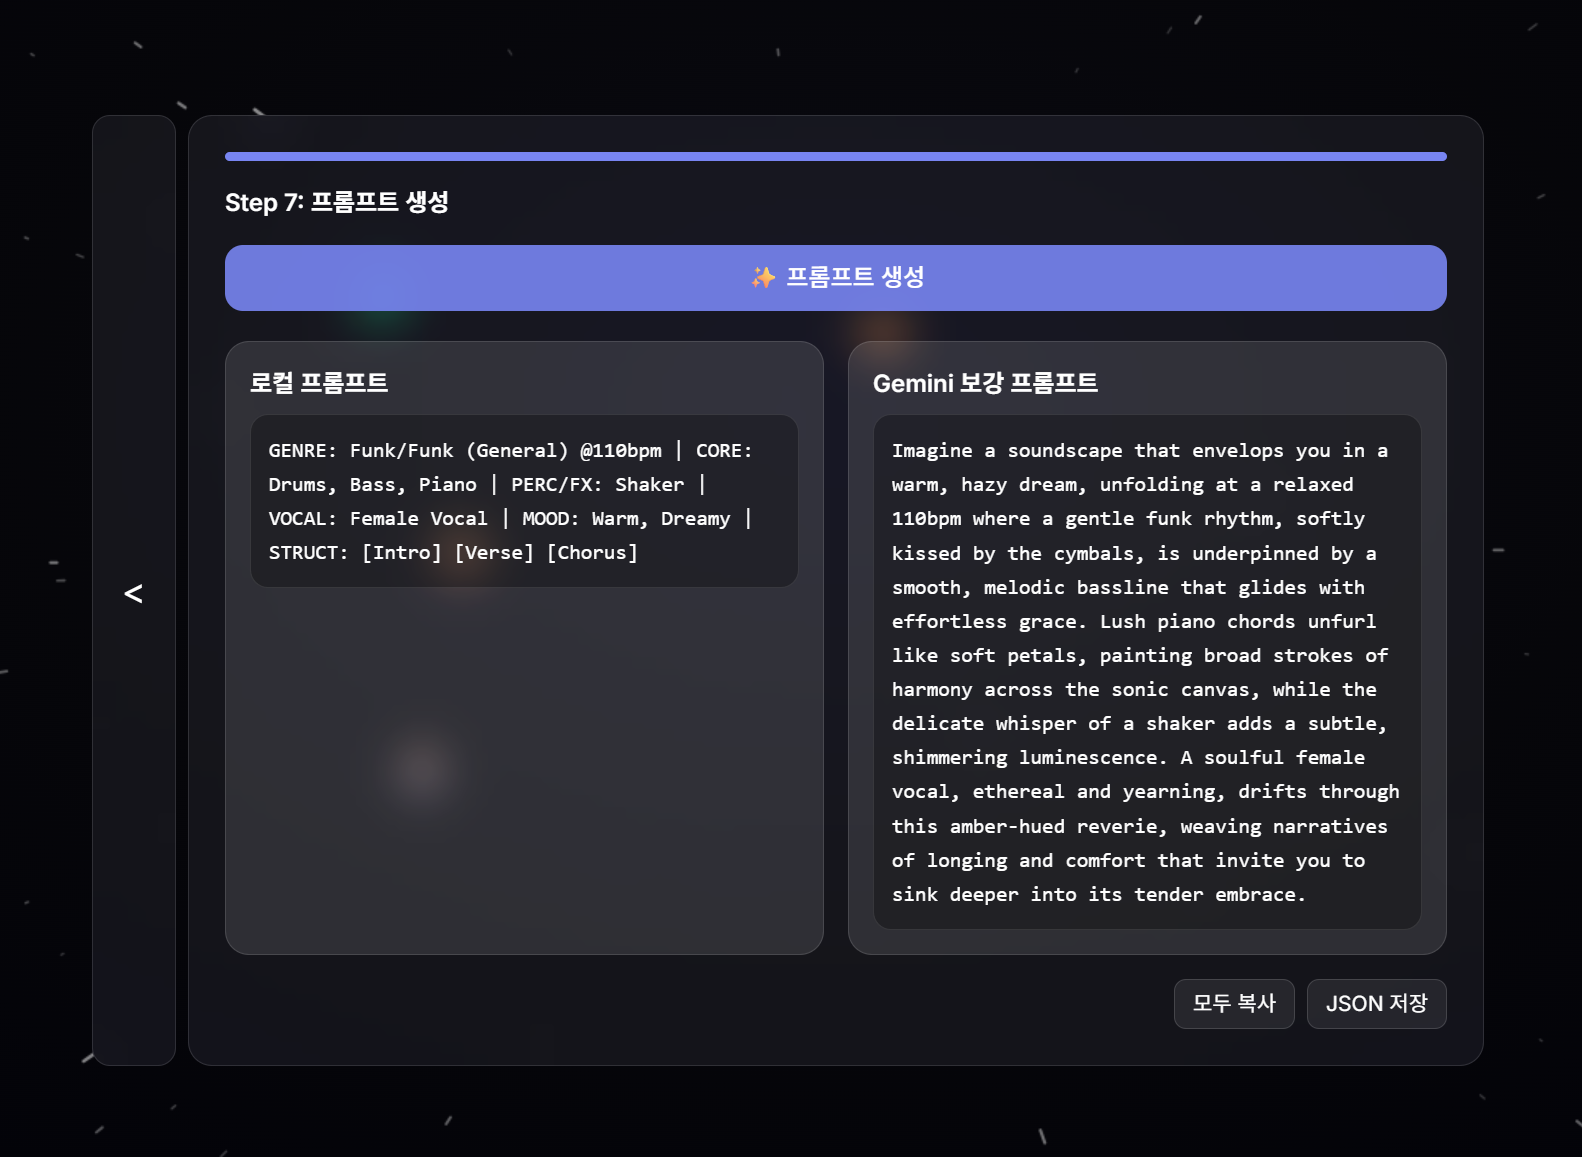 Step 7: 프롬프트 생성
✨ 프롬프트 생성
로컬 프롬프트
GENRE: Funk/Funk (General) @110bpm | CORE:
Drums, Bass, Piano | PERC/FX: Shaker |
VOCAL: Female Vocal | MOOD: Warm, Dreamy |
STRUCT: [Intro] [Verse] [Chorus]
Gemini 보강 프롬프트
Imagine a soundscape that envelops you in a
warm, hazy dream, unfolding at a relaxed
110bpm where a gentle funk rhythm, softly
kissed by the cymbals, is underpinned by a
smooth, melodic bassline that glides with
effortless grace. Lush piano chords unfurl
like soft petals, painting broad strokes of
harmony across the sonic canvas, while the
delicate whisper of a shaker adds a subtle,
shimmering luminescence. A soulful female
vocal, ethereal and yearning, drifts through
this amber-hued reverie, weaving narratives
of longing and comfort that invite you to
sink deeper into its tender embrace.
<
모두 복사
JSON 저장